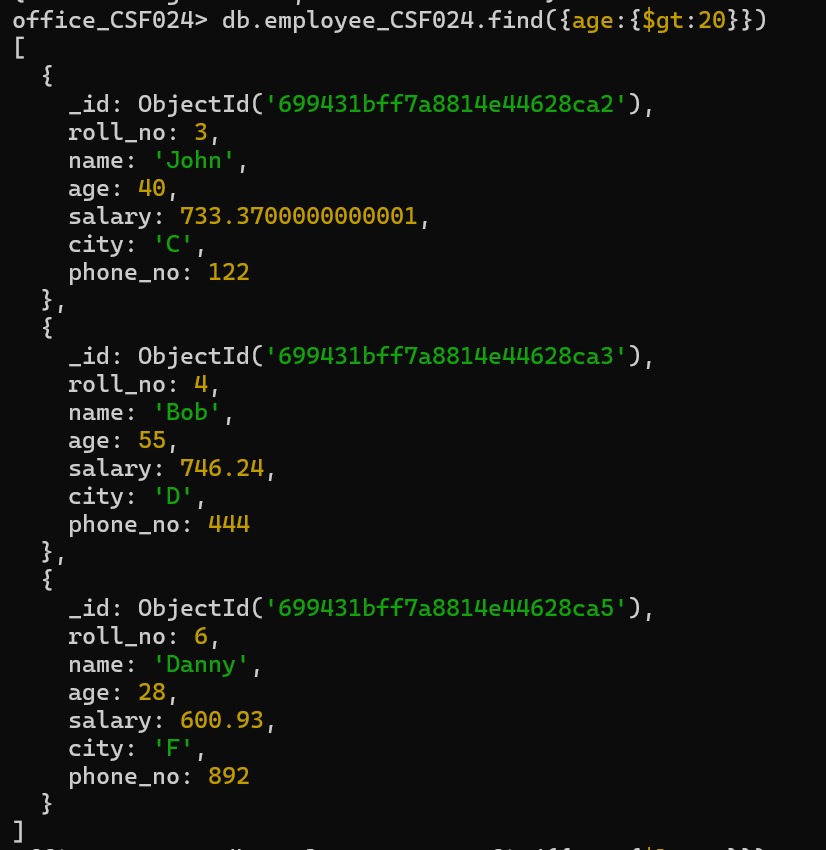 office_CSF024> db.employee_CSF024.find({age:{$gt:20}})
[
  {
    _id: ObjectId('699431bff7a8814e44628ca2'),
    roll_no: 3,
    name: 'John',
    age: 40,
    salary: 733.3700000000001,
    city: 'C',
    phone_no: 122
  },
  {
    _id: ObjectId('699431bff7a8814e44628ca3'),
    roll_no: 4,
    name: 'Bob',
    age: 55,
    salary: 746.24,
    city: 'D',
    phone_no: 444
  },
  {
    _id: ObjectId('699431bff7a8814e44628ca5'),
    roll_no: 6,
    name: 'Danny',
    age: 28,
    salary: 600.93,
    city: 'F',
    phone_no: 892
  }
]